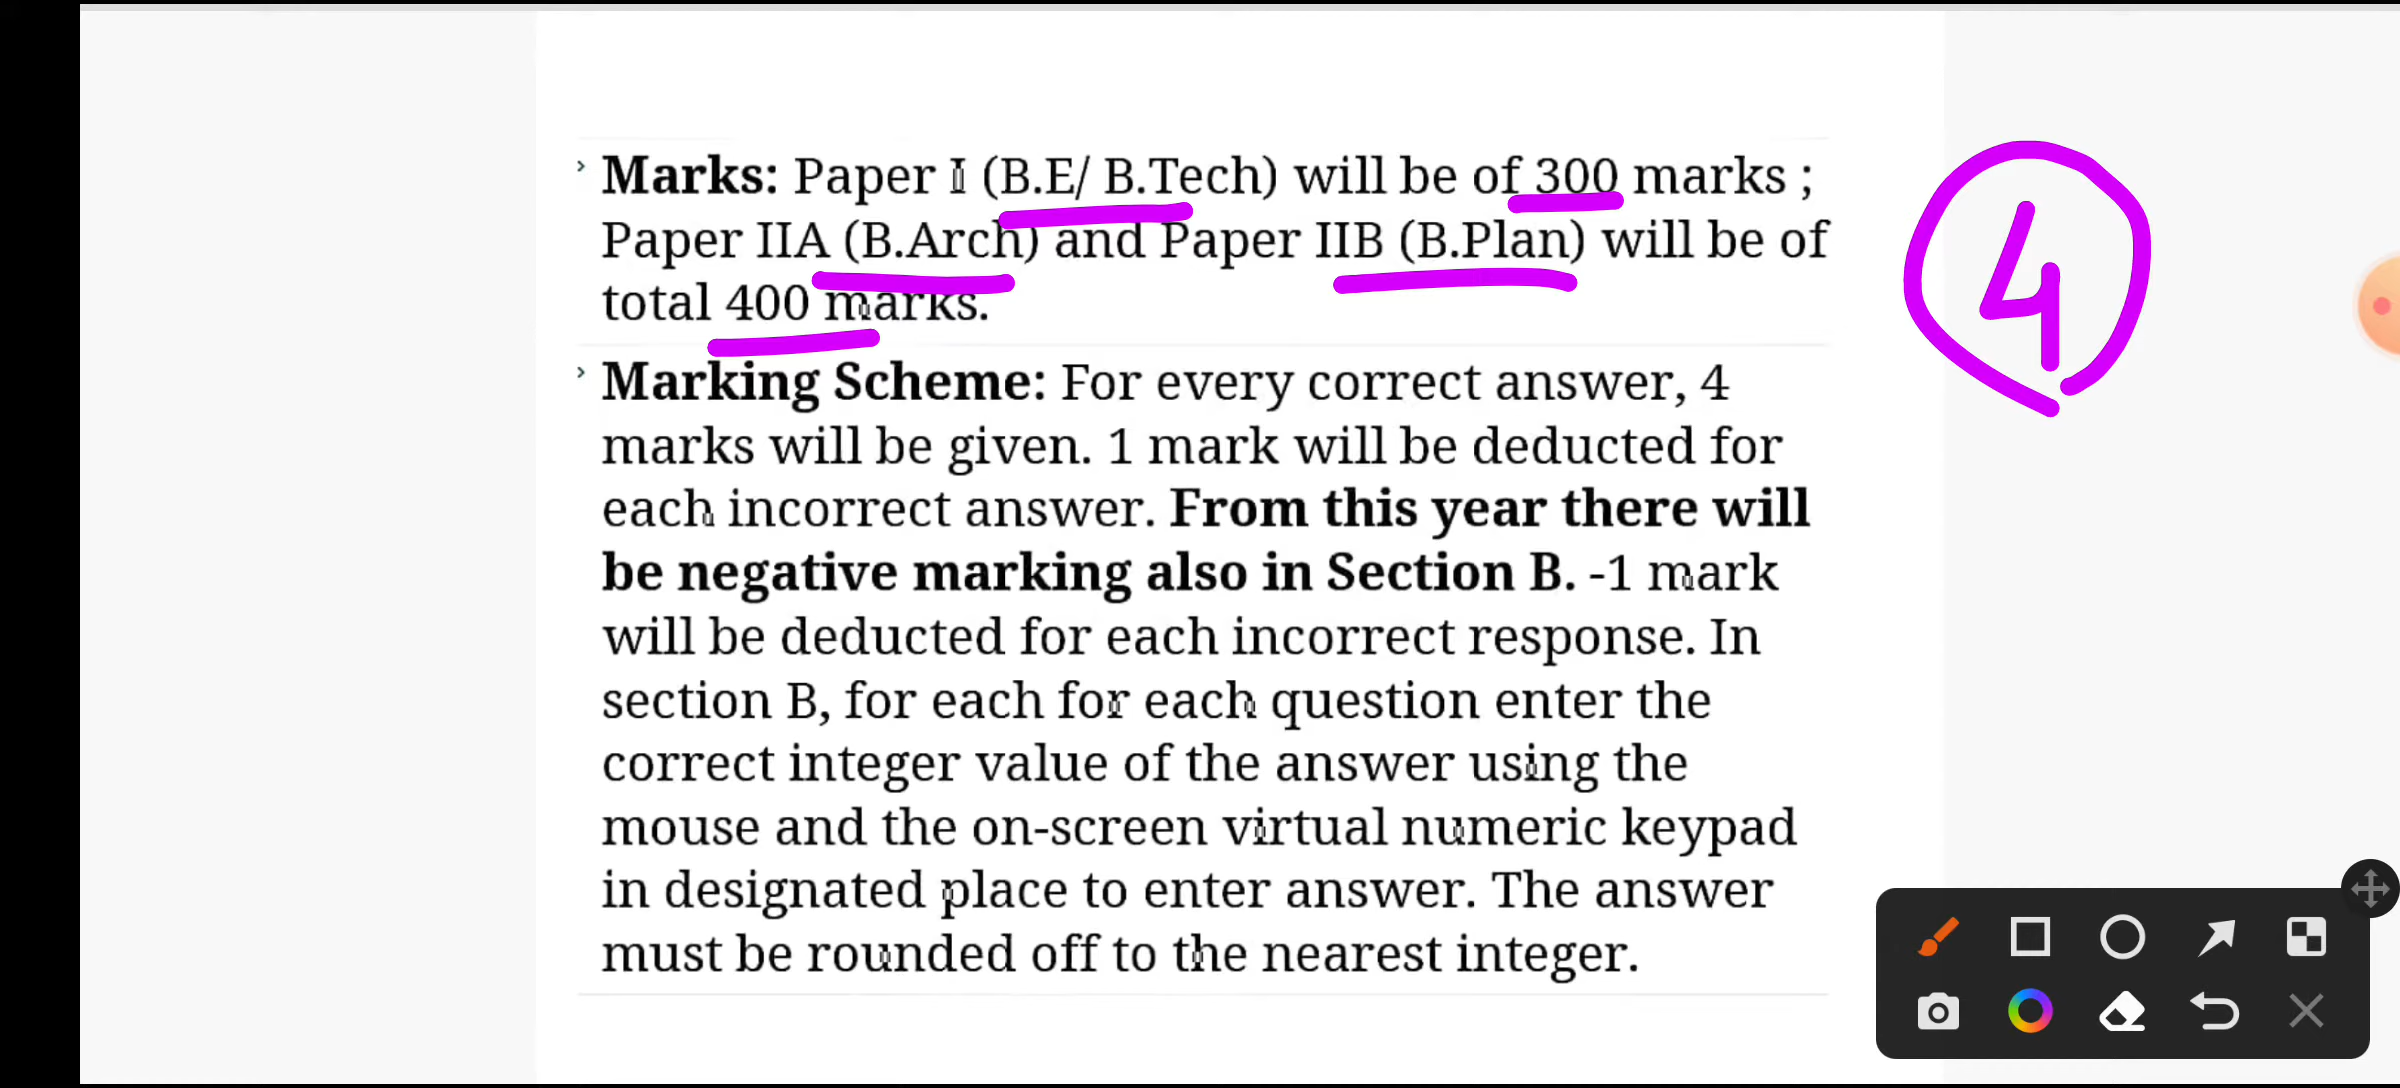 Marks: Paper I (B.E/ B.Tech) will be of 300 marks ;
Paper IIA (B.Arch) and Paper IIB (B.Plan) will be of
total 400 marks.
4
Marking Scheme: For every correct answer, 4
marks will be given. 1 mark will be deducted for
each incorrect answer. From this year there will
be negative marking also in Section B. -1 mark
will be deducted for each incorrect response. In
section B, for each for each question enter the
correct integer value of the answer using the
mouse and the on-screen virtual numeric keypad
in designated place to enter answer. The answer
must be rounded off to the nearest integer.